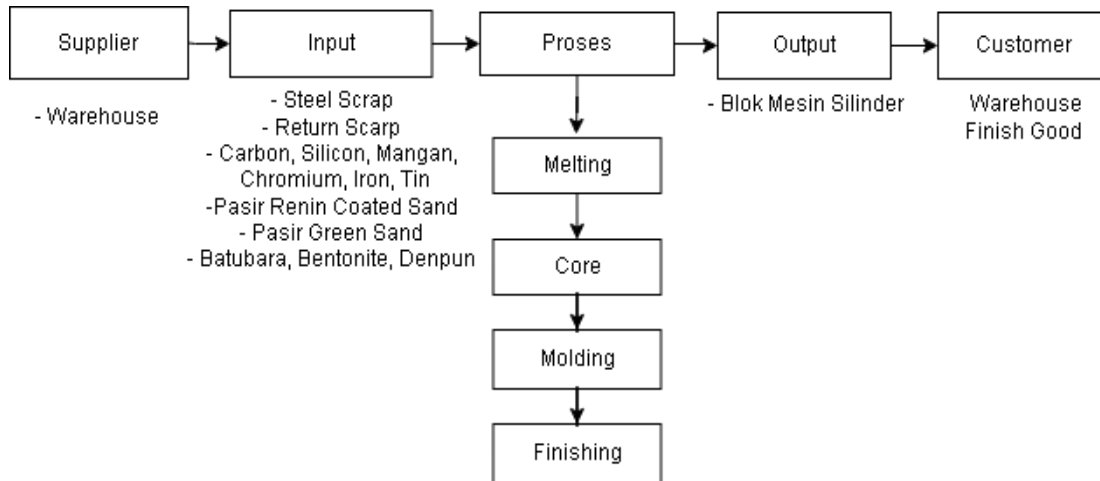 Supplier
Input
Proses
Output
Customer
- Warehouse
- Steel Scrap
- Return Scarp
- Carbon, Silicon, Mangan,
Chromium, Iron, Tin
-Pasir Renin Coated Sand
- Pasir Green Sand
- Batubara, Bentonite, Denpun
- Blok Mesin Silinder
Warehouse
Finish Good
Melting
Core
Molding
Finishing